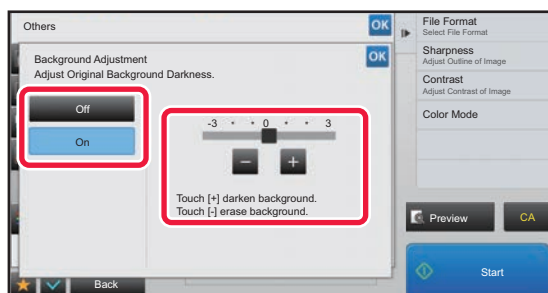 Others
OK
Background Adjustment
Adjust Original Background Darkness.
OK
Off
On
-3 • • 0 • • 3
−
+
Touch [+] darken background.
Touch [-] erase background.
Back
File Format
Select File Format
Sharpness
Adjust Outline of Image
Contrast
Adjust Contrast of Image
Color Mode
Preview
CA
Start